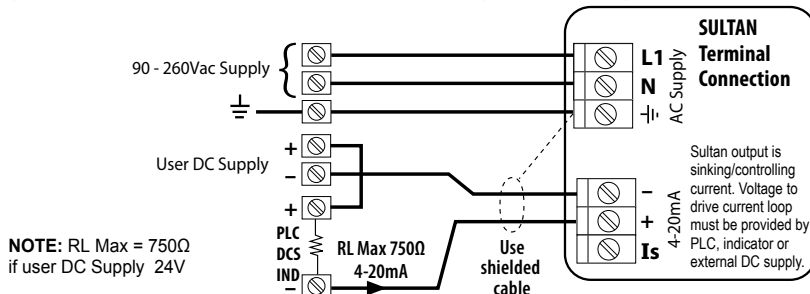 SULTAN
Terminal
Connection
90 - 260Vac Supply
L1
N
AC Supply
+
User DC Supply
−
+
PLC
DCS
IND
−
RL Max 750Ω
4-20mA
Use
shielded
cable
−
+
Is
4-20mA
Sultan output is
sinking/controlling
current. Voltage to
drive current loop
must be provided by
PLC, indicator or
external DC supply.
NOTE: RL Max = 750Ω
if user DC Supply 24V